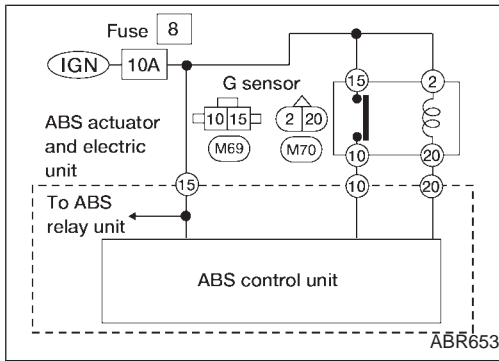 Fuse 8
IGN 10A
G sensor
15 2
10 15
2 20
M69 M70
10 20
ABS actuator
and electric
unit
15 10 20
To ABS
relay unit
ABS control unit
ABR653